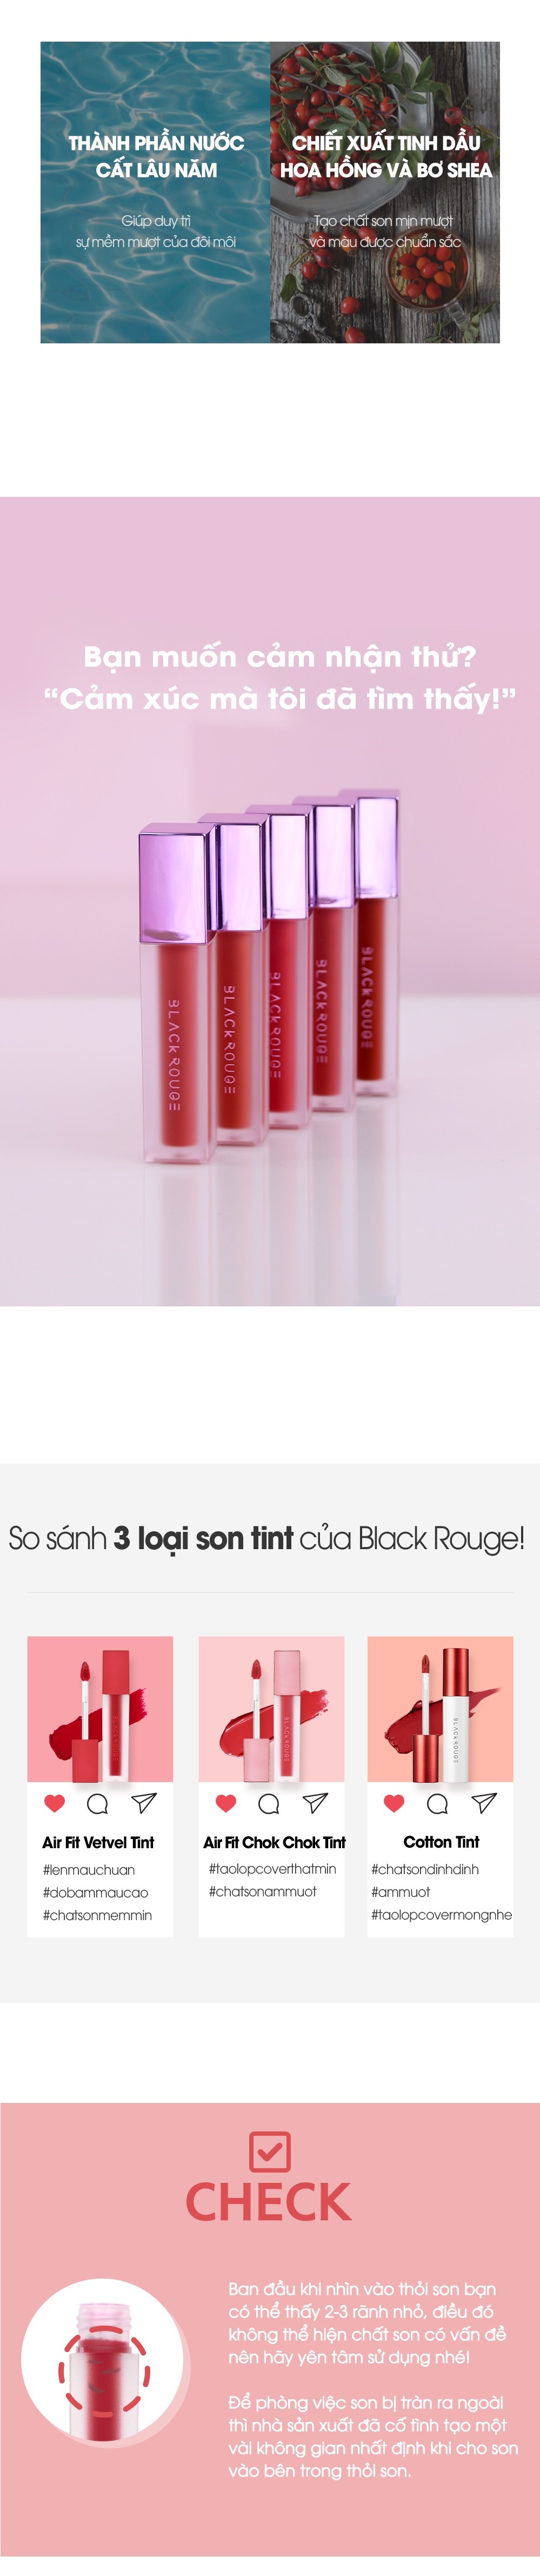 THÀNH PHẦN NƯỚC
CẤT LÂU NĂM
Giúp duy trì
sự mềm mượt của đôi môi
CHIẾT XUẤT TINH DẦU
HOA HỒNG VÀ BƠ SHEA
Tạo chất son mịn mượt
và màu được chuẩn sắc
Bạn muốn cảm nhận thử?
“Cảm xúc mà tôi đã tìm thấy!”
BLACK ROUGE
BLACK ROUGE
BLACK ROUGE
BLACK ROUGE
BLACK ROUGE
So sánh 3 loại son tint của Black Rouge!
BLACK ROUGE
BLACK ROUGE
BLACK ROUGE
Air Fit Vetvel Tint
#lenmauchuan
#dobammaucao
#chatsonmemmin
Air Fit Chok Chok Tint
#taolopcoverthatmin
#chatsonammuot
Cotton Tint
#chatsondinhdinh
#ammuot
#taolopcovermongnhe
CHECK
Ban đầu khi nhìn vào thỏi son bạn
có thể thấy 2-3 rãnh nhỏ, điều đó
không thể hiện chất son có vấn đề
nên hãy yên tâm sử dụng nhé!
Để phòng việc son bị tràn ra ngoài
thì nhà sản xuất đã cố tình tạo một
vài không gian nhất định khi cho son
vào bên trong thỏi son.